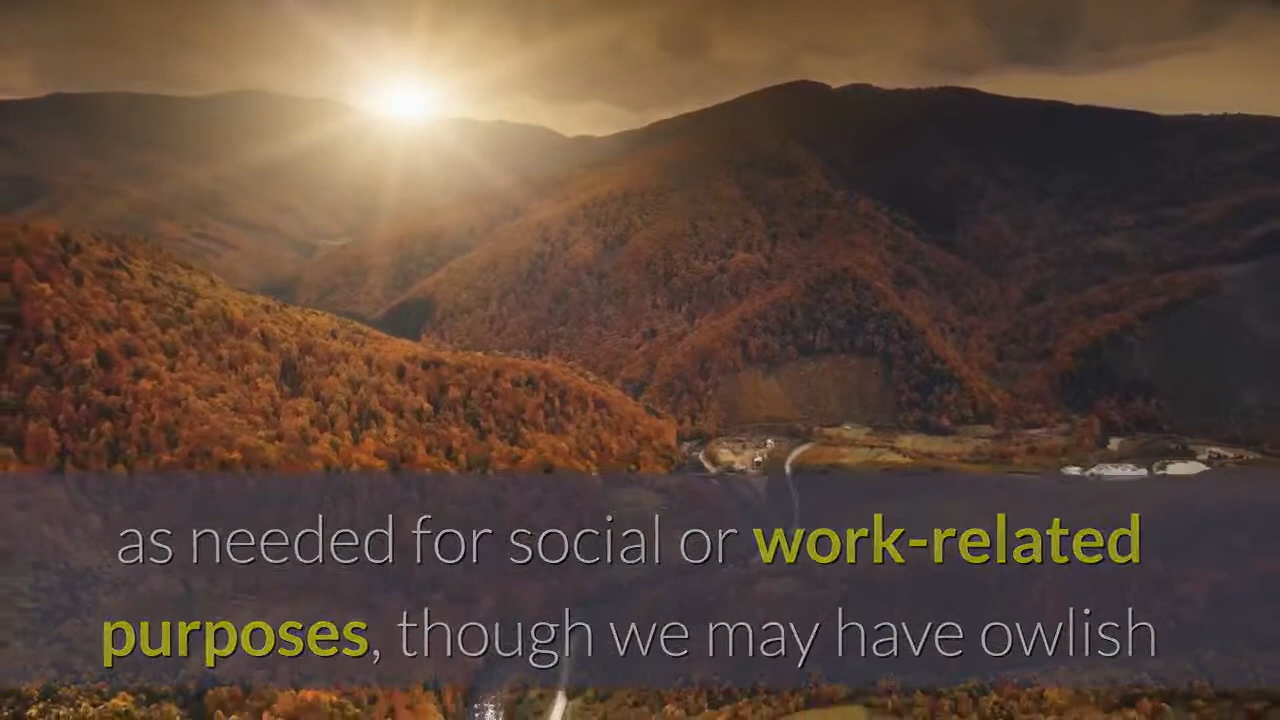 as needed for social or work-related
purposes, though we may have owlish